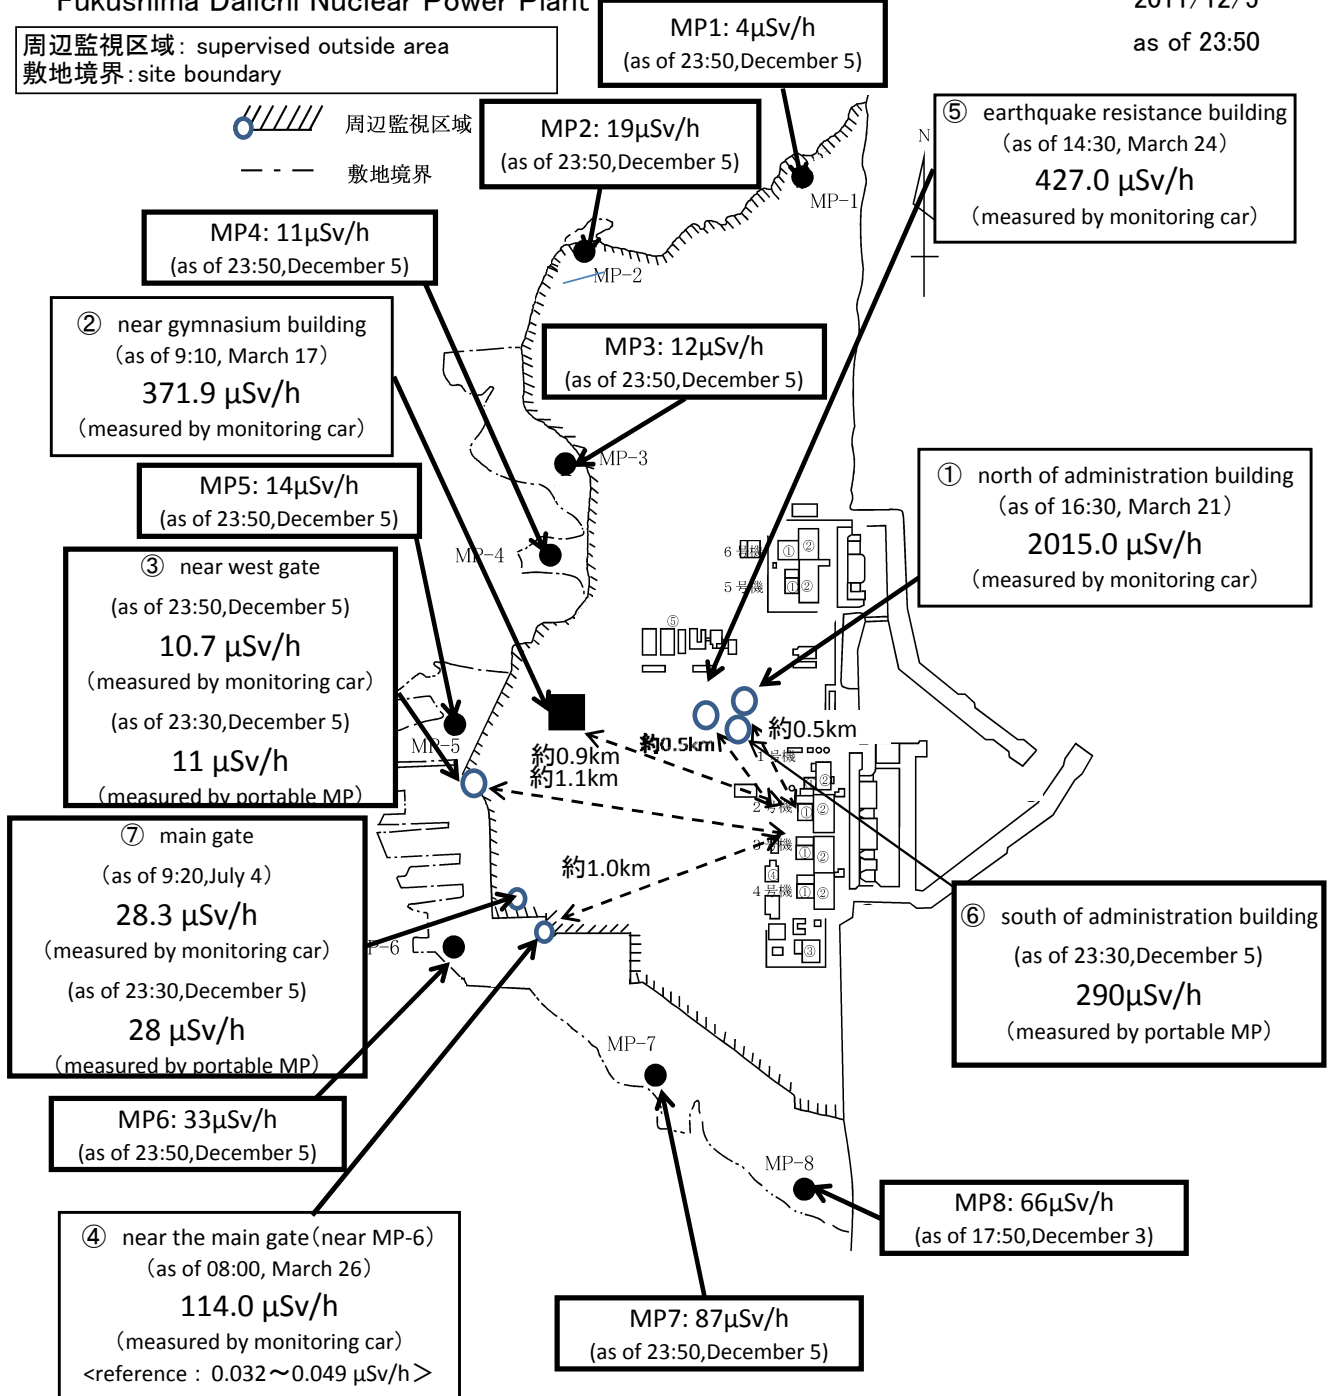 Fukushima Daiichi Nuclear Power Plant
2011/12/5
as of 23:50
周辺監視区域: supervised outside area
敷地境界:site boundary
周辺監視区域
敷地境界
MP1: 4μSv/h
(as of 23:50,December 5)
MP2: 19μSv/h
(as of 23:50,December 5)
⑤ earthquake resistance building
(as of 14:30, March 24)
427.0 μSv/h
(measured by monitoring car)
N
MP-1
MP4: 11μSv/h
(as of 23:50,December 5)
MP-2
② near gymnasium building
(as of 9:10, March 17)
371.9 μSv/h
(measured by monitoring car)
MP3: 12μSv/h
(as of 23:50,December 5)
MP-3
① north of administration building
(as of 16:30, March 21)
2015.0 μSv/h
(measured by monitoring car)
MP5: 14μSv/h
(as of 23:50,December 5)
MP-4
③ near west gate
(as of 23:50,December 5)
10.7 μSv/h
(measured by monitoring car)
(as of 23:30,December 5)
11 μSv/h
(measured by portable MP)
6号機
① ②
5号機
① ②
⑤
MP-5
約0.9km
約1.1km
約0.5km
約0.5km
1号機
②
2号機
① ②
3号機
① ②
④
4号機
① ②
③
約1.0km
⑦ main gate
(as of 9:20,July 4)
28.3 μSv/h
(measured by monitoring car)
(as of 23:30,December 5)
28 μSv/h
(measured by portable MP)
P-6
⑥ south of administration building
(as of 23:30,December 5)
290μSv/h
(measured by portable MP)
MP-7
MP6: 33μSv/h
(as of 23:50,December 5)
MP-8
MP8: 66μSv/h
(as of 17:50,December 3)
④ near the main gate(near MP-6)
(as of 08:00, March 26)
114.0 μSv/h
(measured by monitoring car)
<reference : 0.032~0.049 μSv/h>
MP7: 87μSv/h
(as of 23:50,December 5)